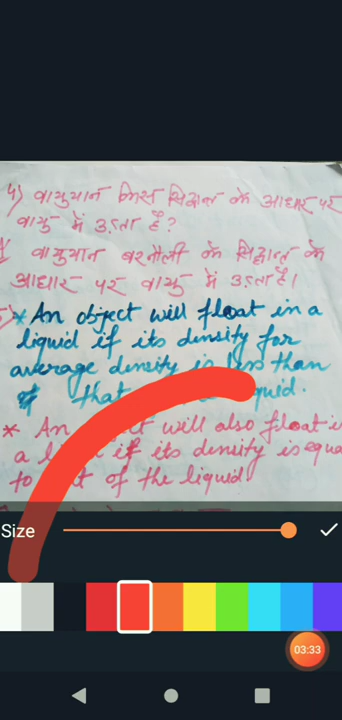 4) वायुयान किस सिद्धान्त के आधार पर
वायु में उड़ता है?
वायुयान बरनौली के सिद्धान्त के
आधार पर वायु में उड़ता है।
* An object will float in a
liquid if its density for
average density is less than
that quid.
* An will also float i
a l if its density is equa
to t of the liquid
Size
03:33